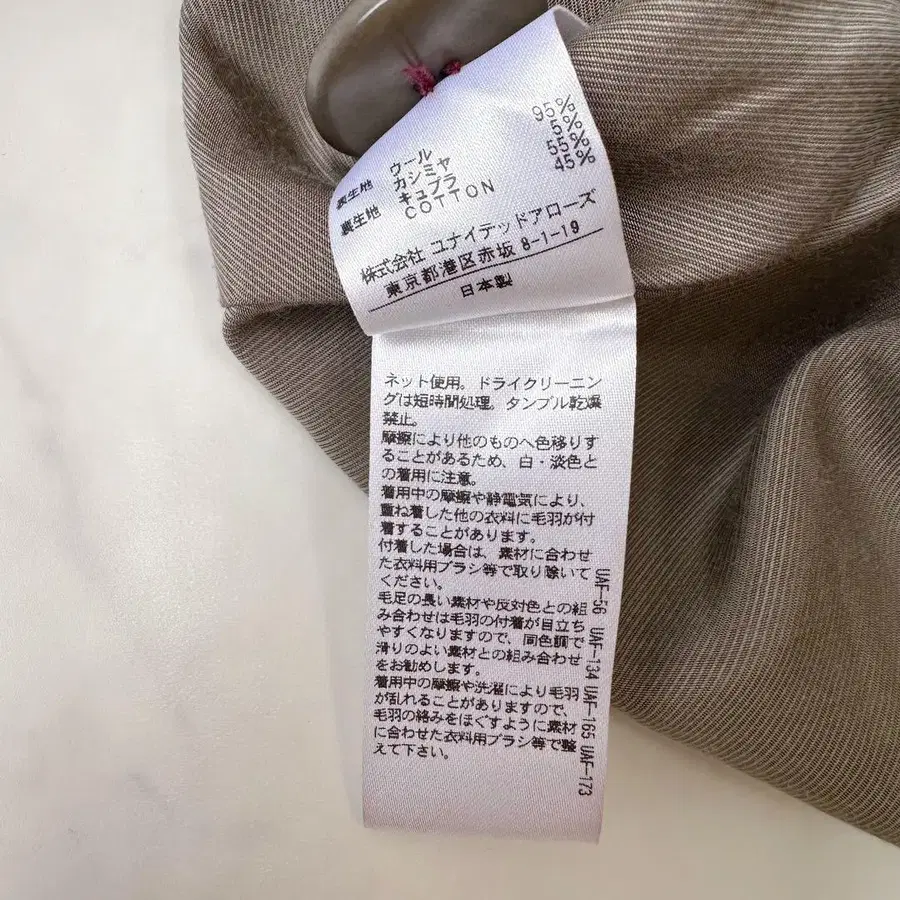 表生地 ウール 95%
カシミヤ 5%
裏生地 キュプラ 55%
COTTON 45%
株式会社 ユナイテッドアローズ
東京都港区赤坂 8-1-19
日本製
ネット使用。ドライクリーニン
グは短時間処理。タンブル乾燥
禁止。
摩擦により他のものへ色移りす
ることがあるため、白・淡色と
の着用に注意。
着用中の摩擦や静電気により、
重ね着した他の衣料に毛羽が付
着することがあります。
付着した場合は、素材に合わせ
た衣料用ブラシ等で取り除いて
ください。
毛足の長い素材や反対色との組
み合わせは毛羽の付着が目立ち
やすくなりますので、同色調で
滑りのよい素材との組み合わせ
をお勧めします。
着用中の摩擦や洗濯により毛羽
が乱れることがありますので、
毛羽の絡みをほぐすように素材
に合わせた衣料用ブラシ等で整
えて下さい。
UAF-56 UAF-134 UAF-165 UAF-173